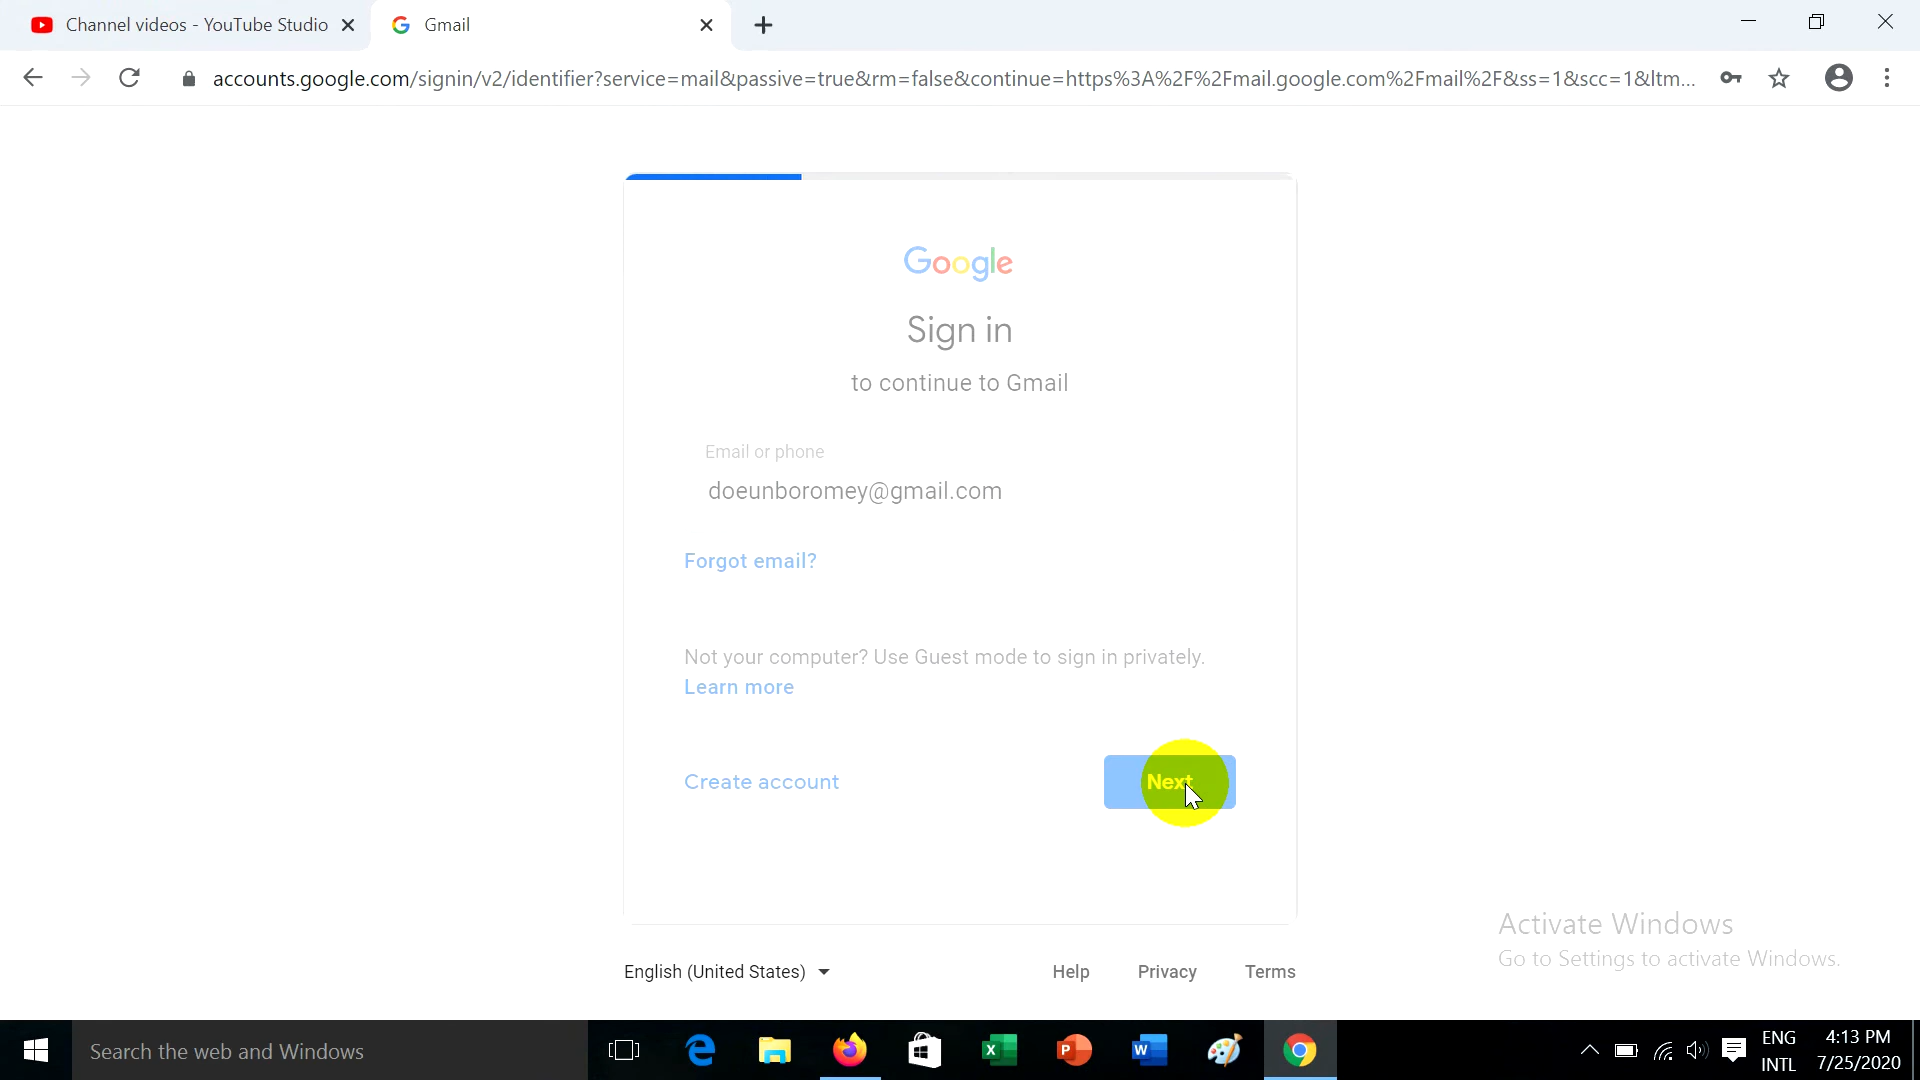 Channel videos - YouTube Studio
Gmail
accounts.google.com/signin/v2/identifier?service=mail&passive=true&rm=false&continue=https%3A%2F%2Fmail.google.com%2Fmail%2F&ss=1&scc=1&ltm...
Google
Sign in
to continue to Gmail
Email or phone
doeunboromey@gmail.com
Forgot email?
Not your computer? Use Guest mode to sign in privately.
Learn more
Create account
Next
Activate Windows
Go to Settings to activate Windows.
English (United States)
Help
Privacy
Terms
Search the web and Windows
ENG
INTL
4:13 PM
7/25/2020